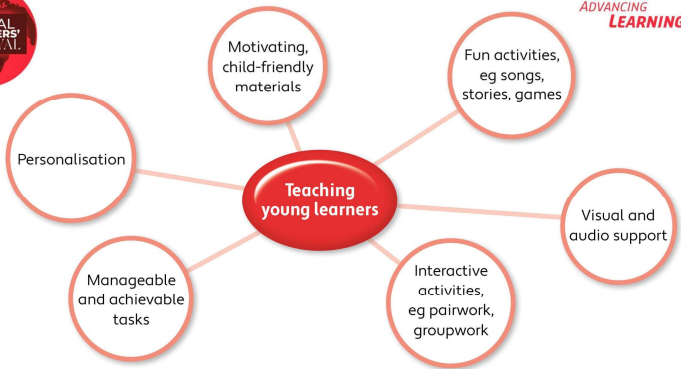 ADVANCING
LEARNING
Motivating,
child-friendly
materials
Fun activities,
eg songs,
stories, games
Personalisation
Teaching
young learners
Visual and
audio support
Manageable
and achievable
tasks
Interactive
activities,
eg pairwork,
groupwork